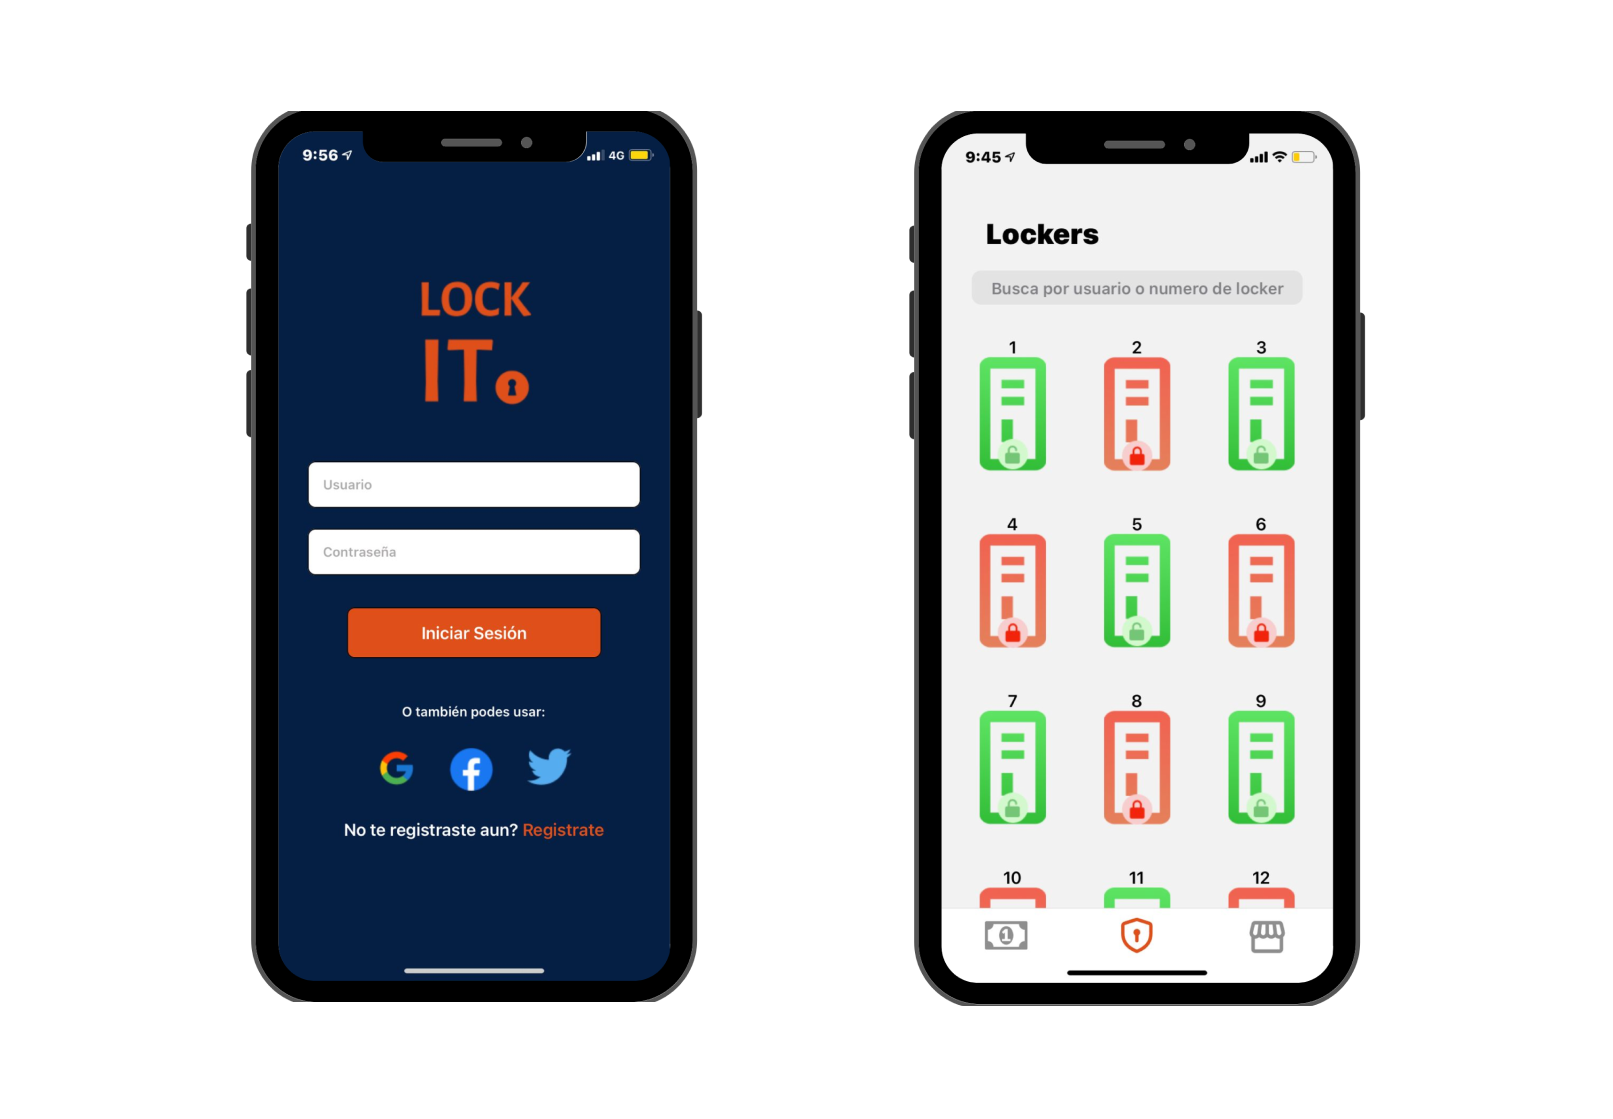 9:56
4G
LOCK
IT
Usuario
Contraseña
Iniciar Sesión
O también podes usar:
No te registraste aun? Registrate
9:45
Lockers
Busca por usuario o numero de locker
1 2 3
4 5 6
7 8 9
10 11 12
1